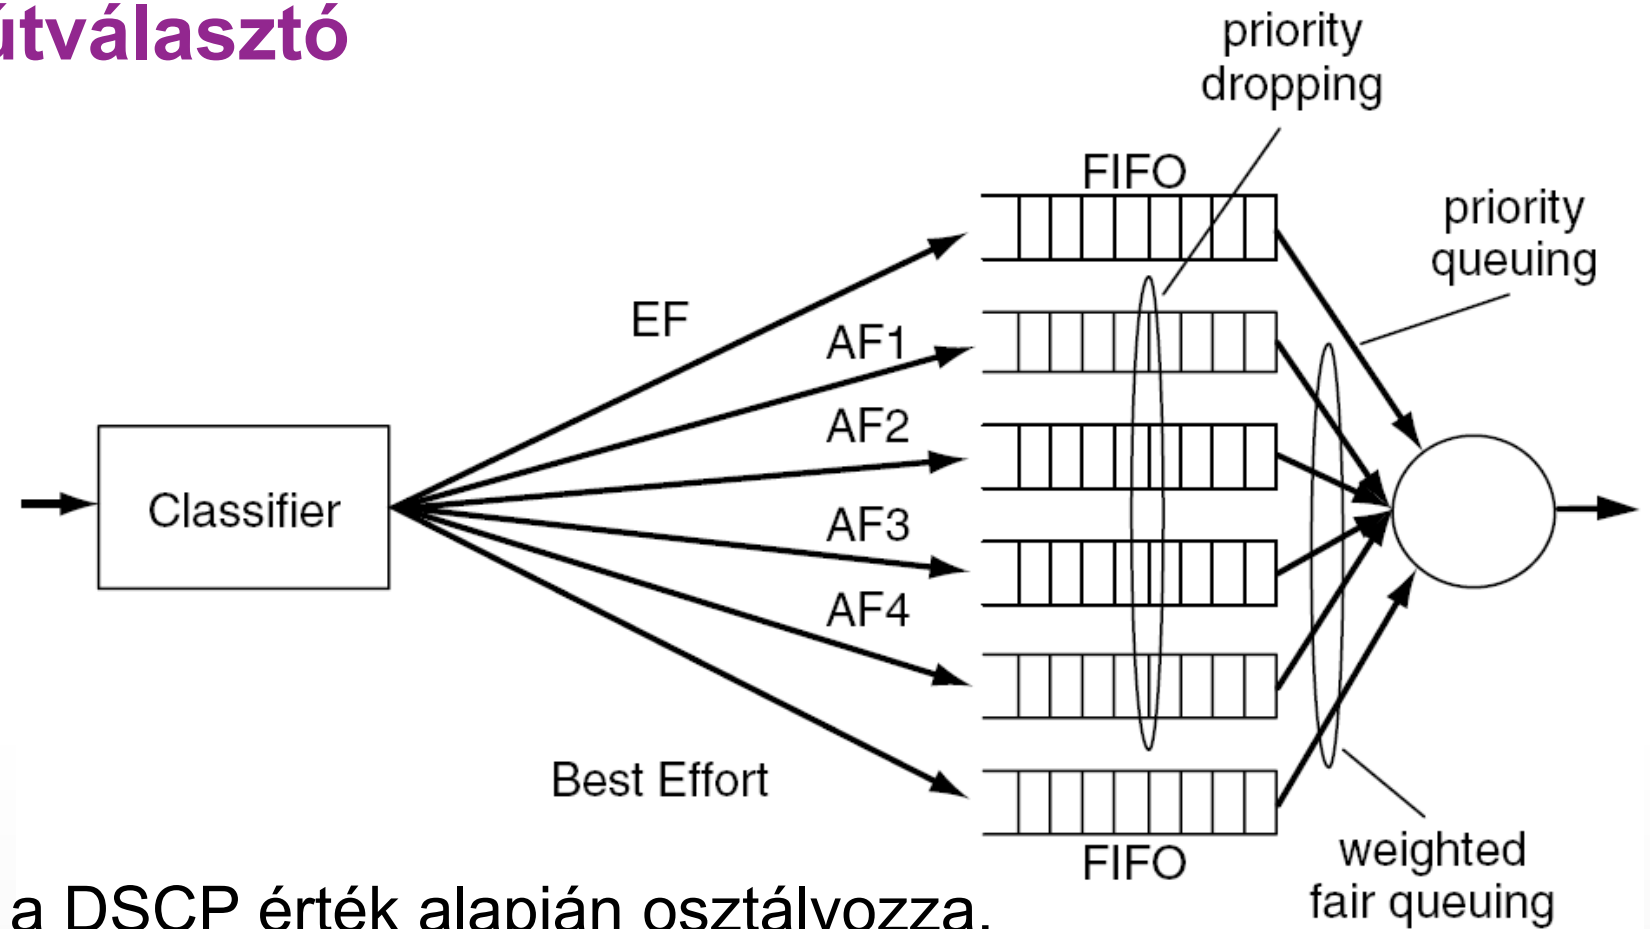 útválasztó
priority
dropping
FIFO
priority
queuing
EF
AF1
AF2
Classifier
AF3
AF4
Best Effort
FIFO
weighted
fair queuing
a DSCP érték alapján osztályozza.